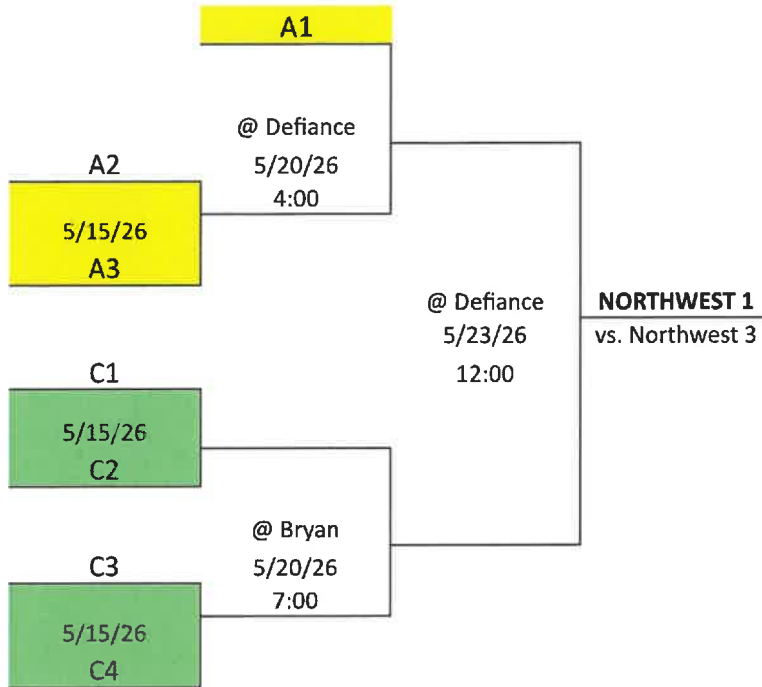 A1
@ Defiance
5/20/26
4:00
A2
5/15/26
A3
@ Defiance
5/23/26
12:00
NORTHWEST 1
vs. Northwest 3
C1
5/15/26
C2
@ Bryan
5/20/26
7:00
C3
5/15/26
C4